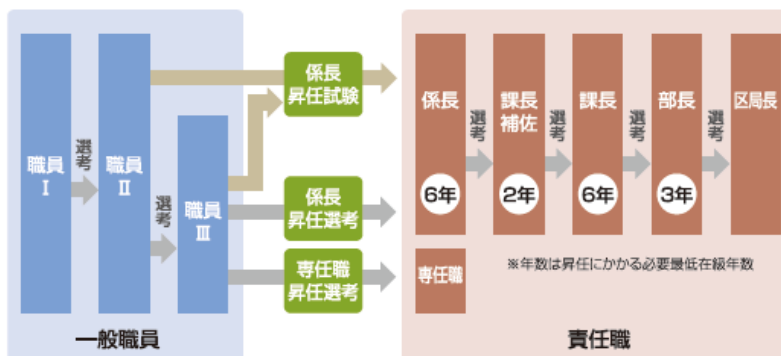 職員
Ⅰ
選考
職員
Ⅱ
選考
職員
Ⅲ
一般職員
係長
昇任試験
係長
昇任選考
専任職
昇任選考
係長
6年
選考
課長
補佐
2年
選考
課長
6年
選考
部長
3年
選考
区局長
専任職
※年数は昇任にかかる必要最低在級年数
責任職